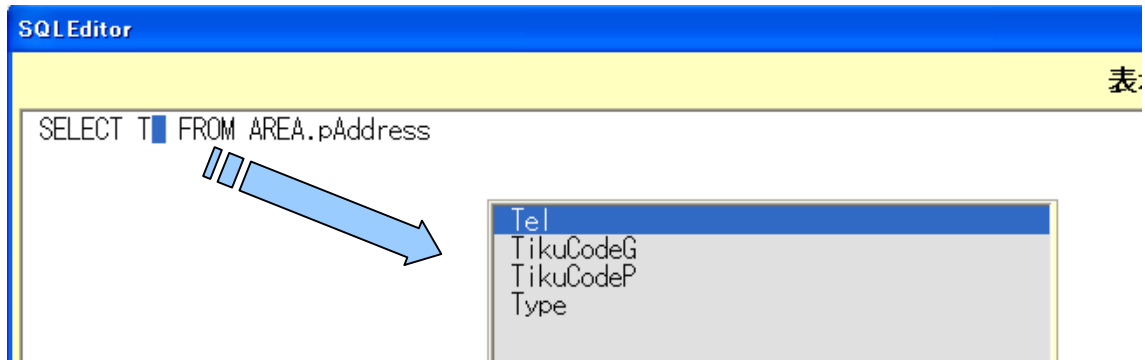 SQLEditor
表
SELECT T FROM AREA.pAddress
Tel
TikuCodeG
TikuCodeP
Type